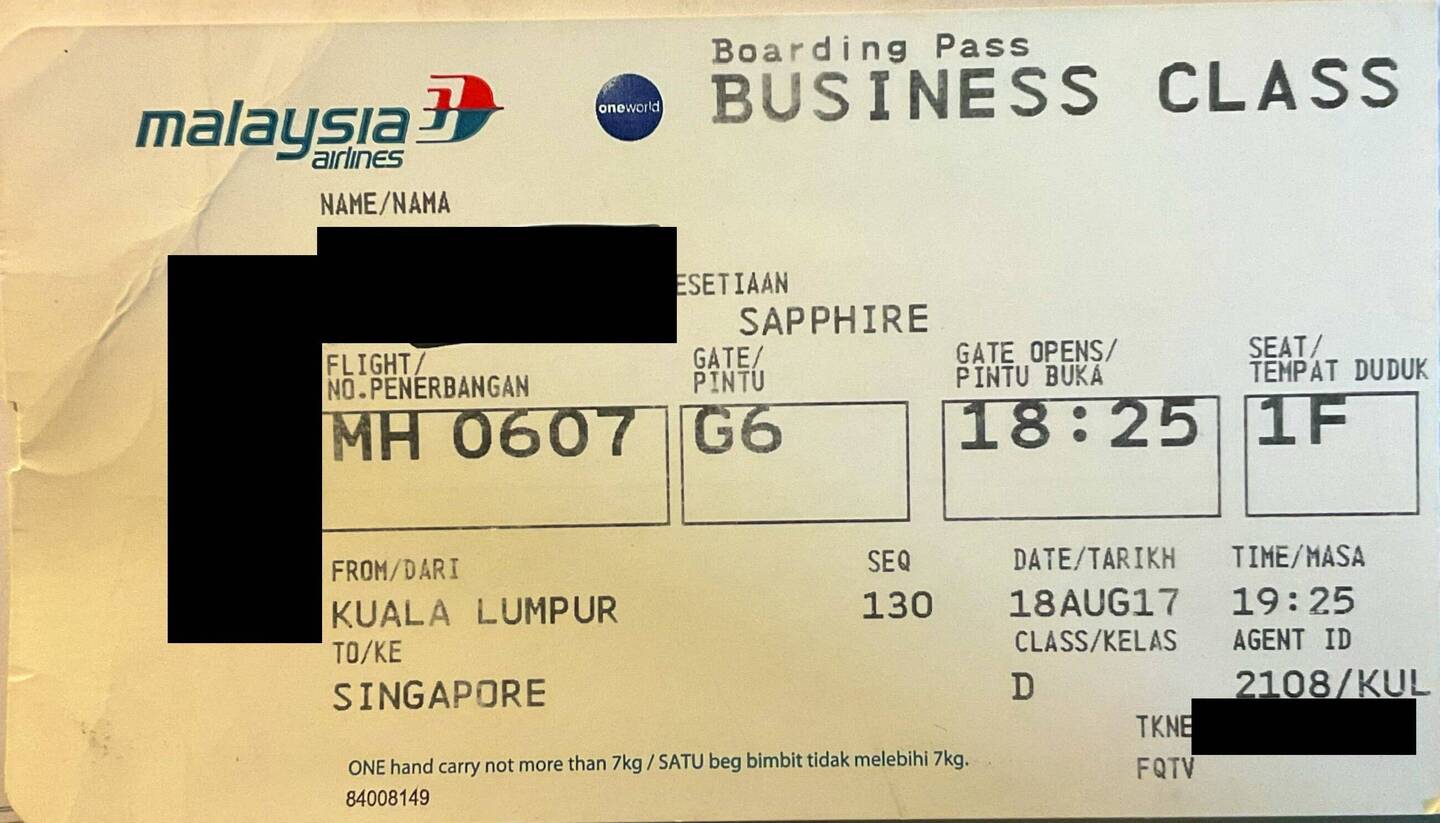 Boarding Pass
malaysia
airlines
oneworld
BUSINESS CLASS
NAME/NAMA
ESETIAAN
SAPPHIRE
FLIGHT/ GATE/ GATE OPENS/ SEAT/
NO.PENERBANGAN PINTU PINTU BUKA TEMPAT DUDUK
MH 0607 G6 18:25 1F
FROM/DARI SEQ DATE/TARIKH TIME/MASA
KUALA LUMPUR 130 18AUG17 19:25
TO/KE CLASS/KELAS AGENT ID
SINGAPORE D 2108/KUL
TKNE
FQTV
ONE hand carry not more than 7kg / SATU beg bimbit tidak melebihi 7kg.
84008149